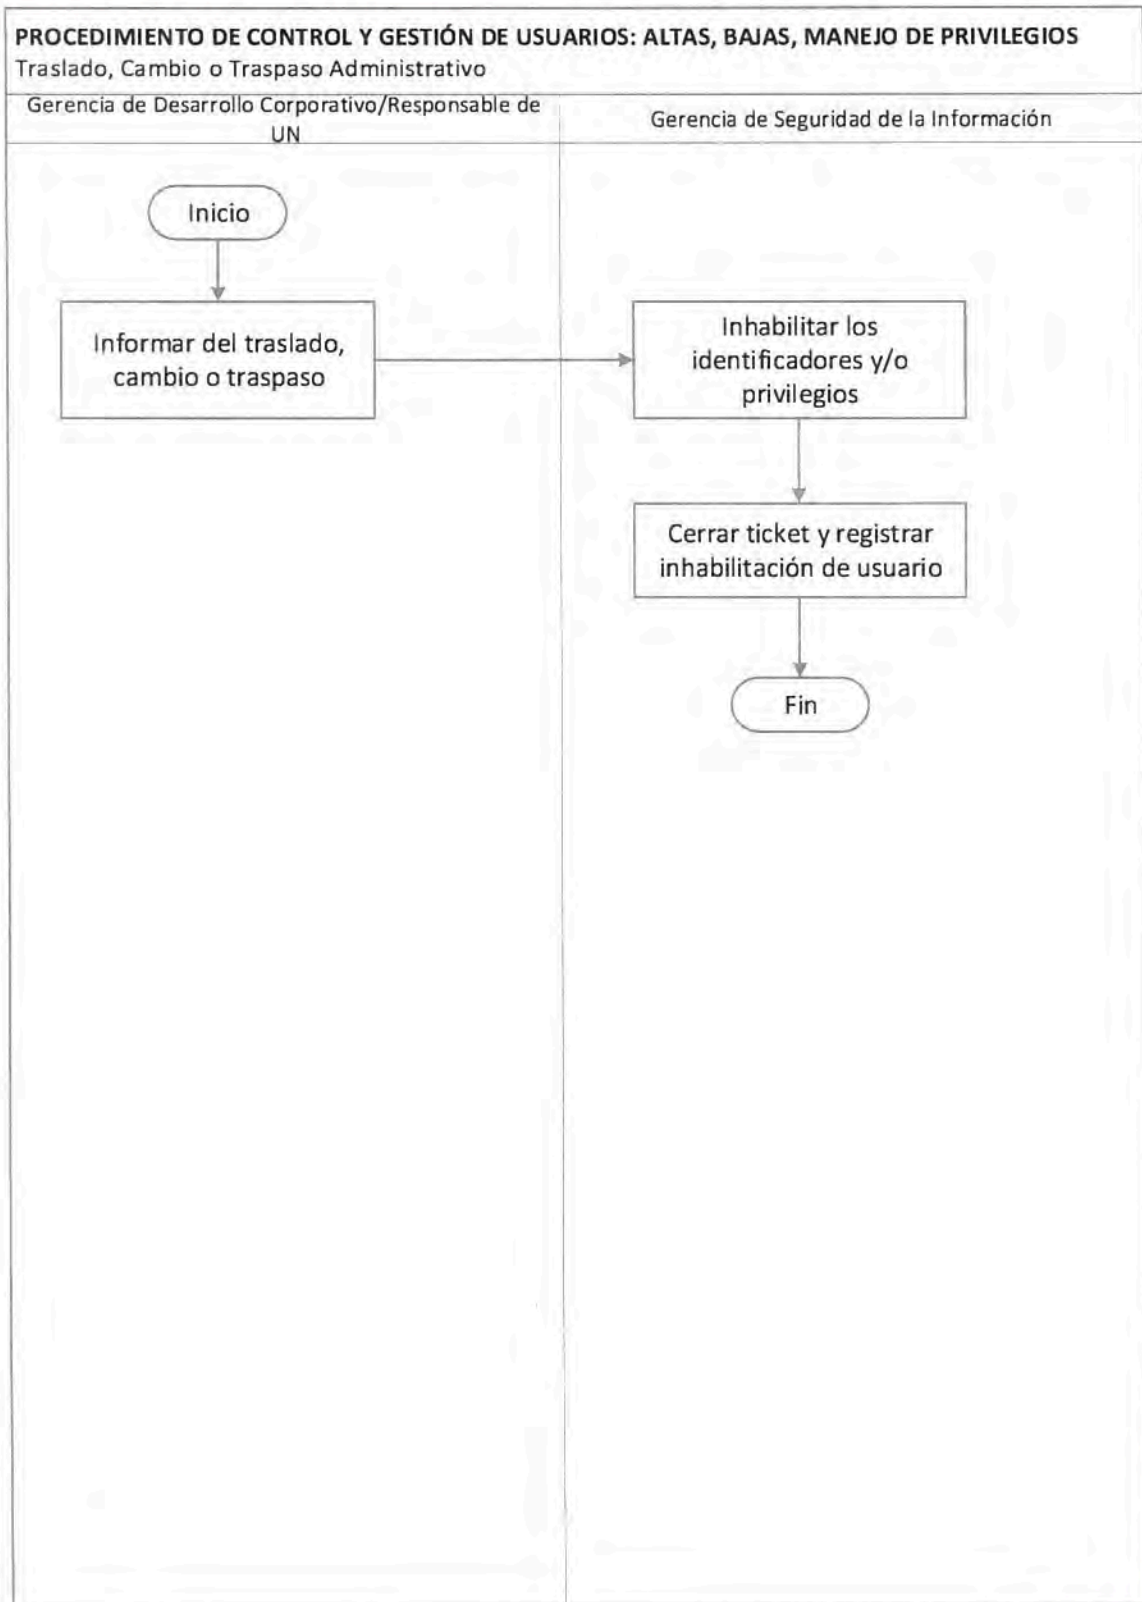 PROCEDIMIENTO DE CONTROL Y GESTIÓN DE USUARIOS: ALTAS, BAJAS, MANEJO DE PRIVILEGIOS
Traslado, Cambio o Traspaso Administrativo
Gerencia de Desarrollo Corporativo/Responsable de
UN
Gerencia de Seguridad de la Información
Inicio
Informar del traslado,
cambio o traspaso
Inhabilitar los
identificadores y/o
privilegios
Cerrar ticket y registrar
inhabilitación de usuario
Fin